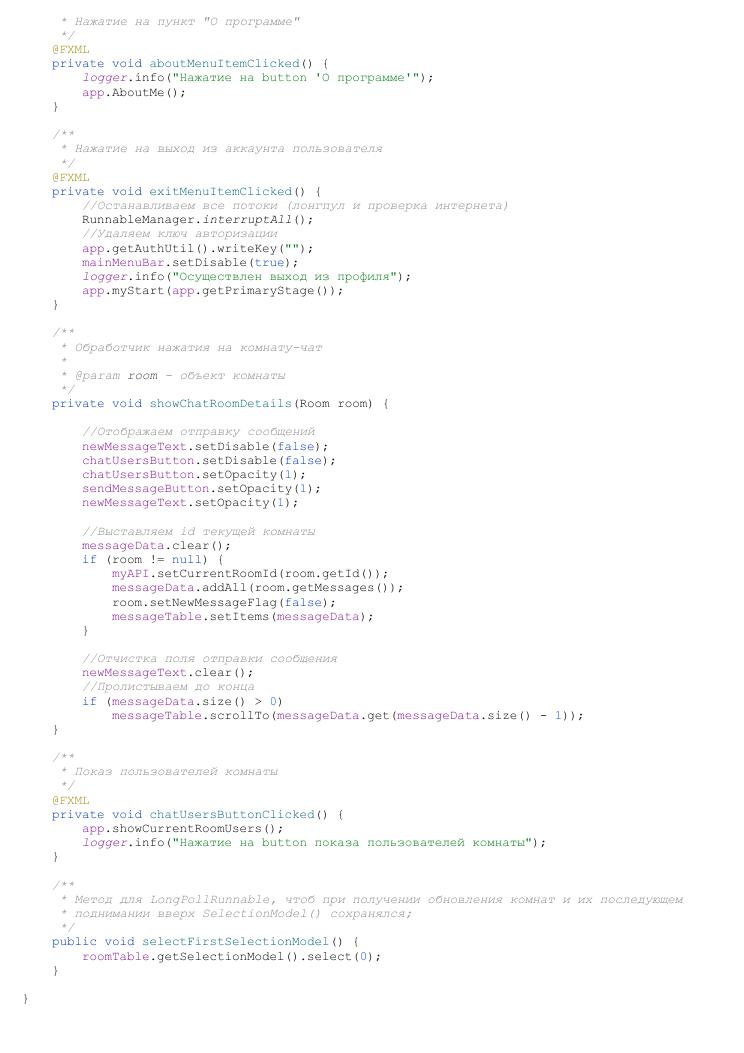 * Нажатие на пункт "О программе"
     */
    @FXML
    private void aboutMenuItemClicked() {
        logger.info("Нажатие на button 'О программе'");
        app.AboutMe();
    }

    /**
     * Нажатие на выход из аккаунта пользователя
     */
    @FXML
    private void exitMenuItemClicked() {
        //Останавливаем все потоки (лонгпул и проверка интернета)
        RunnableManager.interruptAll();
        //Удаляем ключ авторизации
        app.getAuthUtil().writeKey("");
        mainMenuBar.setDisable(true);
        logger.info("Осуществлен выход из профиля");
        app.myStart(app.getPrimaryStage());
    }

    /**
     * Обработчик нажатия на комнату-чат
     *
     * @param room - объект комнаты
     */
    private void showChatRoomDetails(Room room) {

        //Отображаем отправку сообщений
        newMessageText.setDisable(false);
        chatUsersButton.setDisable(false);
        chatUsersButton.setOpacity(1);
        sendMessageButton.setOpacity(1);
        newMessageText.setOpacity(1);

        //Выставляем id текущей комнаты
        messageData.clear();
        if (room != null) {
            myAPI.setCurrentRoomId(room.getId());
            messageData.addAll(room.getMessages());
            room.setNewMessageFlag(false);
            messageTable.setItems(messageData);
        }

        //Отчистка поля отправки сообщения
        newMessageText.clear();
        //Пролистываем до конца
        if (messageData.size() > 0)
            messageTable.scrollTo(messageData.get(messageData.size() - 1));
    }

    /**
     * Показ пользователей комнаты
     */
    @FXML
    private void chatUsersButtonClicked() {
        app.showCurrentRoomUsers();
        logger.info("Нажатие на button показа пользователей комнаты");
    }

    /**
     * Метод для LongPollRunnable, чтоб при получении обновления комнат и их последующем
     * поднимании вверх SelectionModel() сохранялся;
     */
    public void selectFirstSelectionModel() {
        roomTable.getSelectionModel().select(0);
    }

}